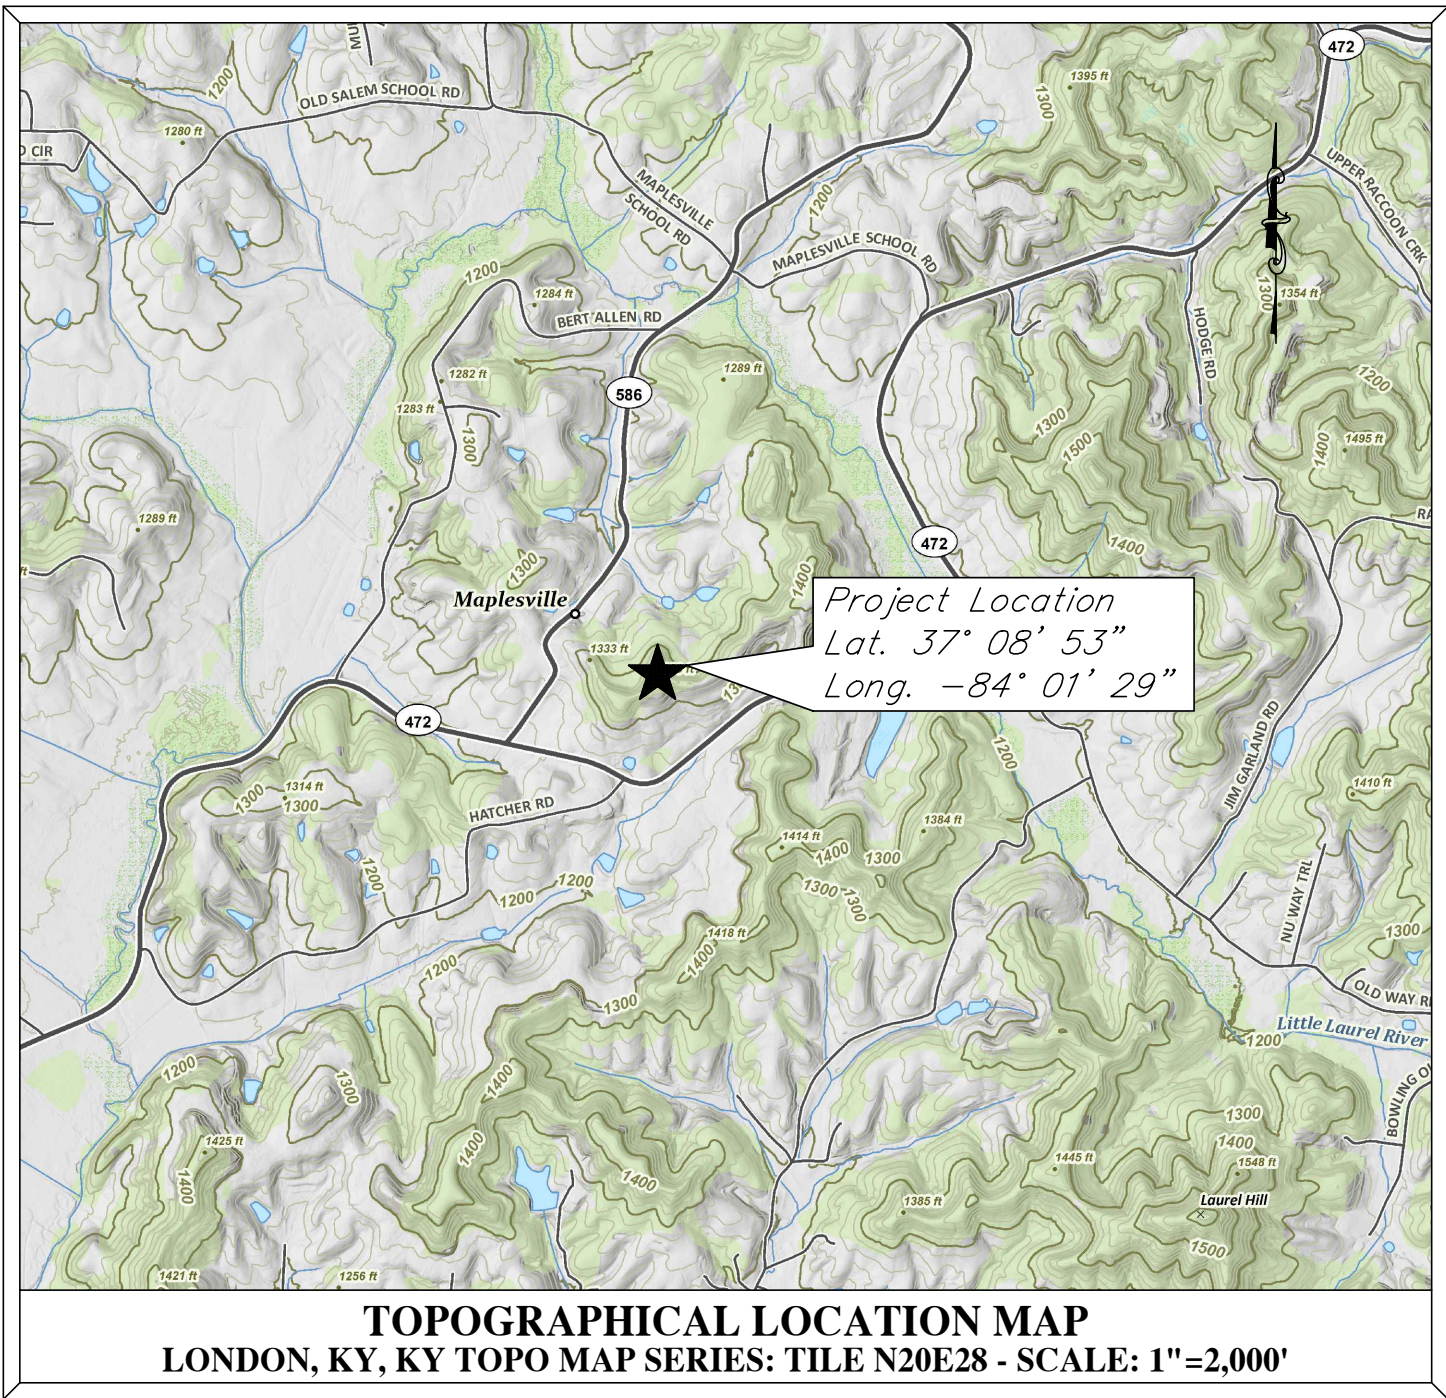 472
1395 ft
1300
1200
MUL
OLD SALEM SCHOOL RD
1280 ft
D CIR
UPPER RACCOON CRK
MAPLESVILLE
SCHOOL RD
1200
MAPLESVILLE SCHOOL RD
1200
1284 ft
1300
1354 ft
BERT ALLEN RD
HODGE RD
1289 ft
1282 ft
1200
586
1283 ft
1300
1300
1500
1400
1495 ft
1289 ft
RA
472
1400
1300
1400
ft
Maplesville
Project Location
Lat. 37° 08' 53"
Long. -84° 01' 29"
1333 ft
13
472
1200
JIM GARLAND RD
1314 ft
1300
1300
HATCHER RD
1410 ft
1384 ft
1414 ft
1400
1300
1200
1200
1200
1300
1300
NU WAY TRL
1418 ft
1400
1300
1200
1300
OLD WAY RD
Little Laurel River
1200
1200
1300
1400
BOWLING O
1300
1400
1425 ft
1400
1400
1400
1445 ft
1548 ft
1385 ft
Laurel Hill
1500
1421 ft
1256 ft
TOPOGRAPHICAL LOCATION MAP
LONDON, KY, KY TOPO MAP SERIES: TILE N20E28 - SCALE: 1"=2,000'